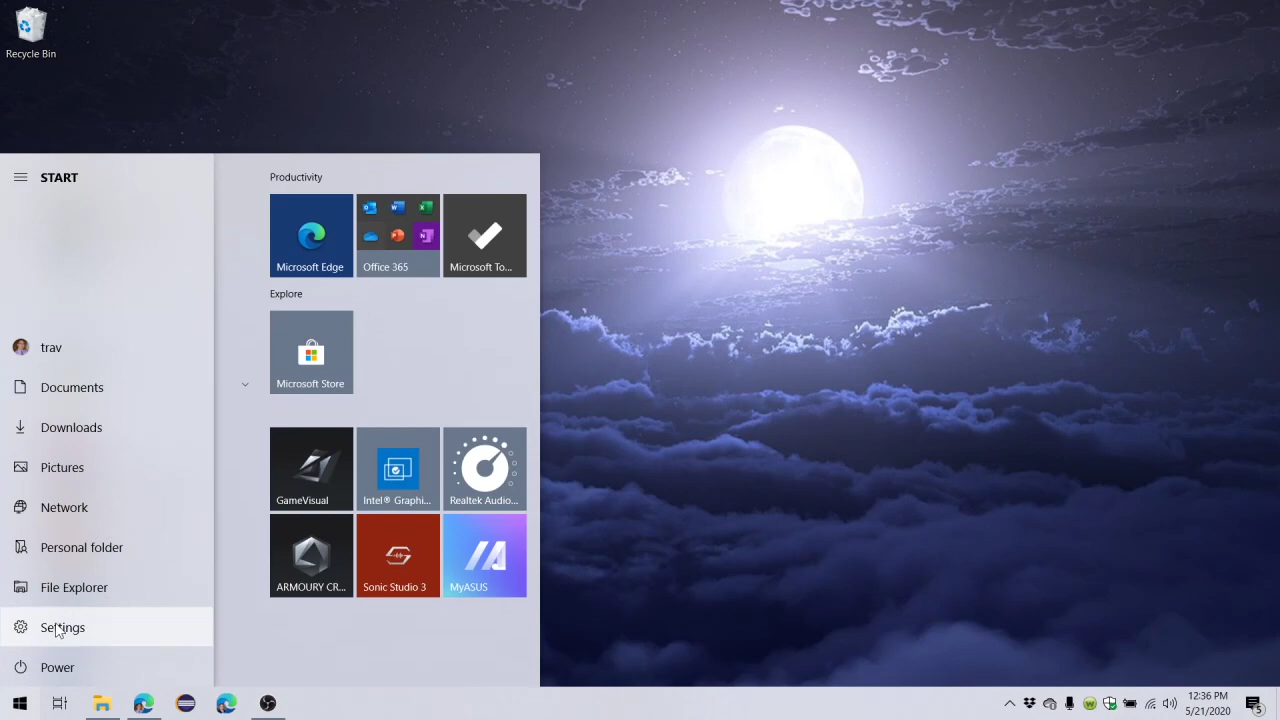 Recycle Bin
START
trav
Documents
Downloads
Pictures
Network
Personal folder
File Explorer
Settings
Power
Productivity
Microsoft Edge
Office 365
Microsoft To...
Explore
Microsoft Store
GameVisual
Intel® Graphi...
Realtek Audio...
ARMOURY CR...
Sonic Studio 3
MyASUS
12:36 PM
5/21/2020
5